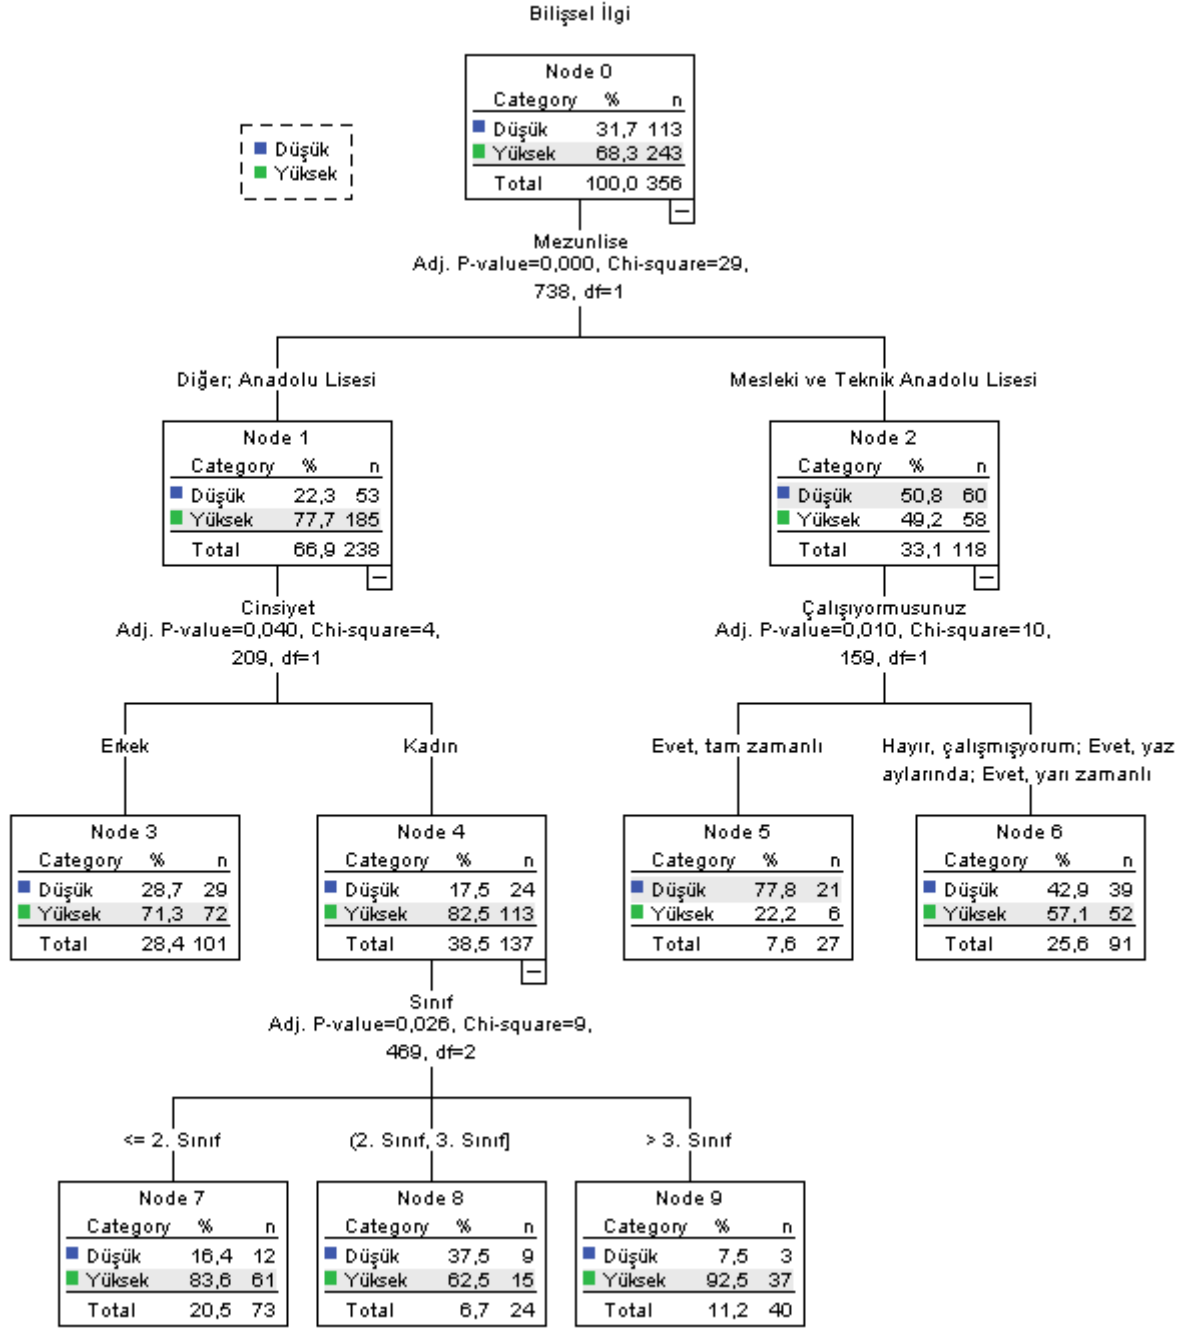 Bilişsel İlgi
Node 0
Category % n
Düşük 31,7 113
Yüksek 68,3 243
Total 100,0 356
Düşük
Yüksek
Mezunlise
Adj. P-value=0,000, Chi-square=29,
738, df=1
Diğer; Anadolu Lisesi
Mesleki ve Teknik Anadolu Lisesi
Node 1
Category % n
Düşük 22,3 53
Yüksek 77,7 185
Total 66,9 238
Node 2
Category % n
Düşük 50,8 60
Yüksek 49,2 58
Total 33,1 118
Cinsiyet
Adj. P-value=0,040, Chi-square=4,
209, df=1
Çalışıyormusunuz
Adj. P-value=0,010, Chi-square=10,
159, df=1
Erkek
Kadın
Evet, tam zamanlı
Hayır, çalışmışyorum; Evet, yaz
aylarında; Evet, yarı zamanlı
Node 3
Category % n
Düşük 28,7 29
Yüksek 71,3 72
Total 28,4 101
Node 4
Category % n
Düşük 17,5 24
Yüksek 82,5 113
Total 38,5 137
Node 5
Category % n
Düşük 77,8 21
Yüksek 22,2 6
Total 7,6 27
Node 6
Category % n
Düşük 42,9 39
Yüksek 57,1 52
Total 25,6 91
Sınıf
Adj. P-value=0,026, Chi-square=9,
469, df=2
<= 2. Sınıf
(2. Sınıf, 3. Sınıf]
> 3. Sınıf
Node 7
Category % n
Düşük 16,4 12
Yüksek 83,6 61
Total 20,5 73
Node 8
Category % n
Düşük 37,5 9
Yüksek 62,5 15
Total 6,7 24
Node 9
Category % n
Düşük 7,5 3
Yüksek 92,5 37
Total 11,2 40